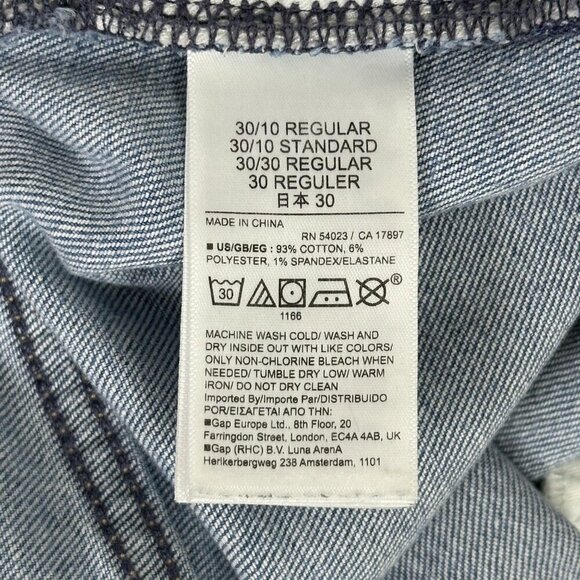 30/10 REGULAR
30/10 STANDARD
30/30 REGULAR
30 REGULER
日本 30
MADE IN CHINA
RN 54023 / CA 17897
■ US/GB/EG : 93% COTTON, 6%
POLYESTER, 1% SPANDEX/ELASTANE
30
®
1166
MACHINE WASH COLD/ WASH AND
DRY INSIDE OUT WITH LIKE COLORS/
ONLY NON-CHLORINE BLEACH WHEN
NEEDED/ TUMBLE DRY LOW/ WARM
IRON/ DO NOT DRY CLEAN
Imported By/Importe Par/DISTRIBUIDO
POR/ΕΙΣΑΓΕΤΑΙ ΑΠΟ ΤΗΝ:
■Gap Europe Ltd., 8th Floor, 20
Farringdon Street, London, EC4A 4AB, UK
■Gap (RHC) B.V. Luna ArenA
Herikerbergweg 238 Amsterdam, 1101